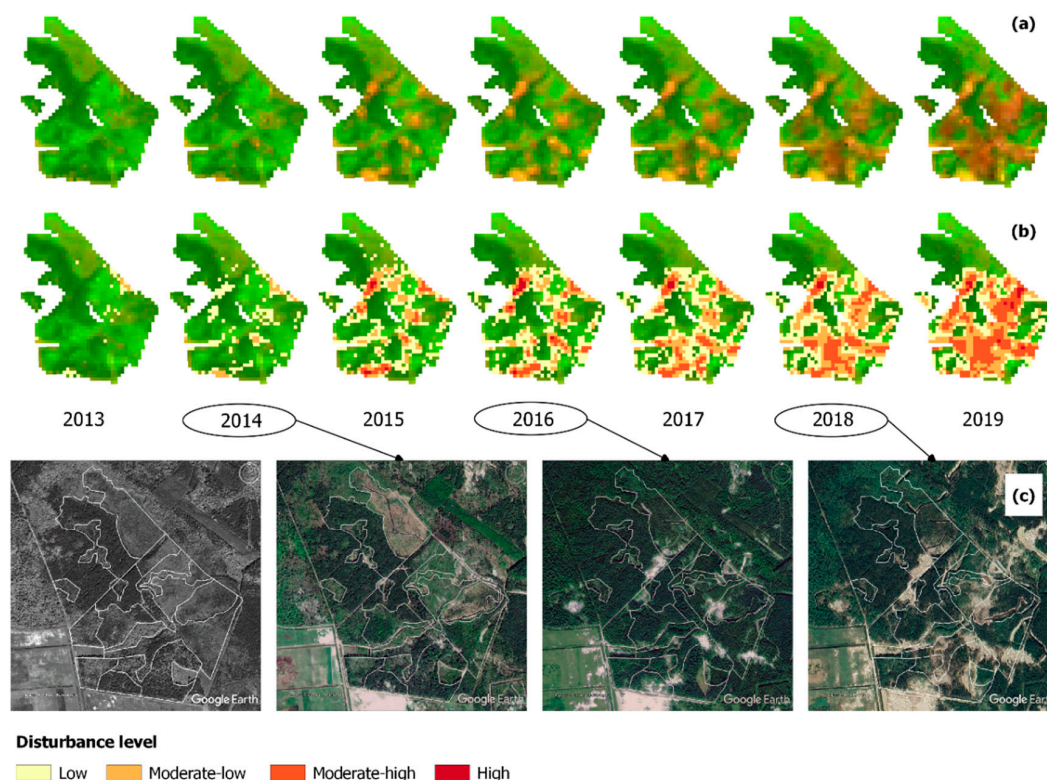 (a)
(b)
2013 2014 2015 2016 2017 2018 2019
(c)
Google Earth Google Earth Google Earth Google Earth
Disturbance level
Low Moderate-low Moderate-high High